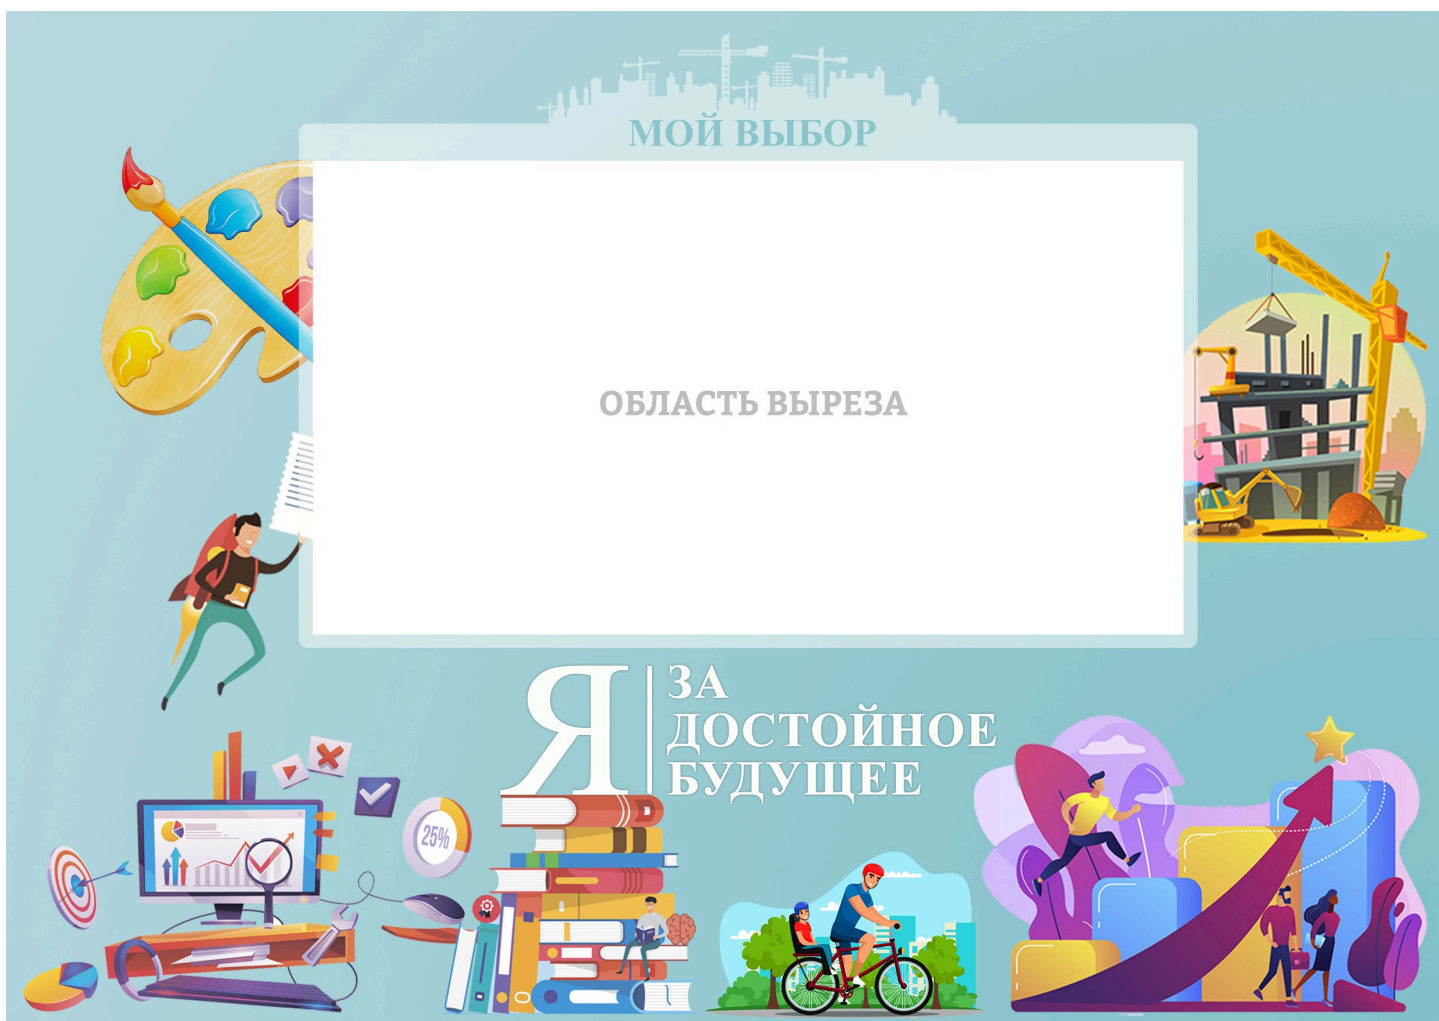 МОЙ ВЫБОР
ОБЛАСТЬ ВЫРЕЗА
Я
ЗА
ДОСТОЙНОЕ
БУДУЩЕЕ
25%